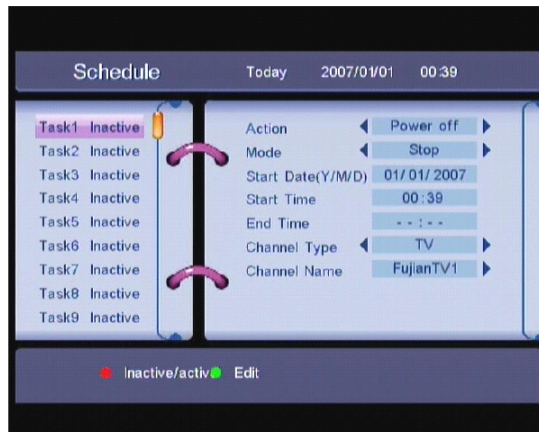 Schedule
Today 2007/01/01 00:39
Task1 Inactive
Task2 Inactive
Task3 Inactive
Task4 Inactive
Task5 Inactive
Task6 Inactive
Task7 Inactive
Task8 Inactive
Task9 Inactive
Action Power off
Mode Stop
Start Date(Y/M/D) 01/01/2007
Start Time 00:39
End Time --:--
Channel Type TV
Channel Name FujianTV1
Inactive/activ Edit